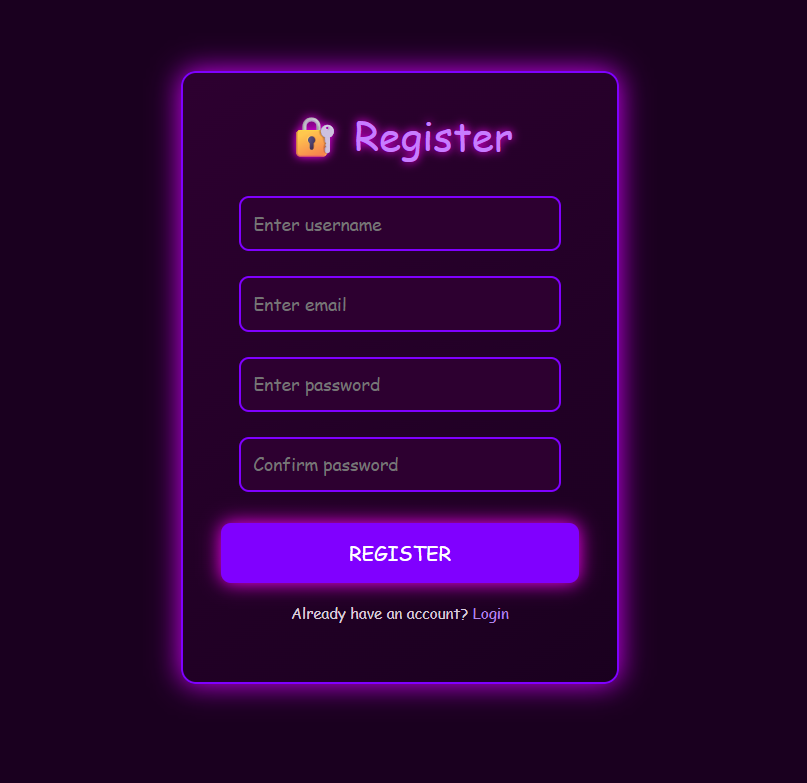 Register
Enter username
Enter email
Enter password
Confirm password
REGISTER
Already have an account? Login